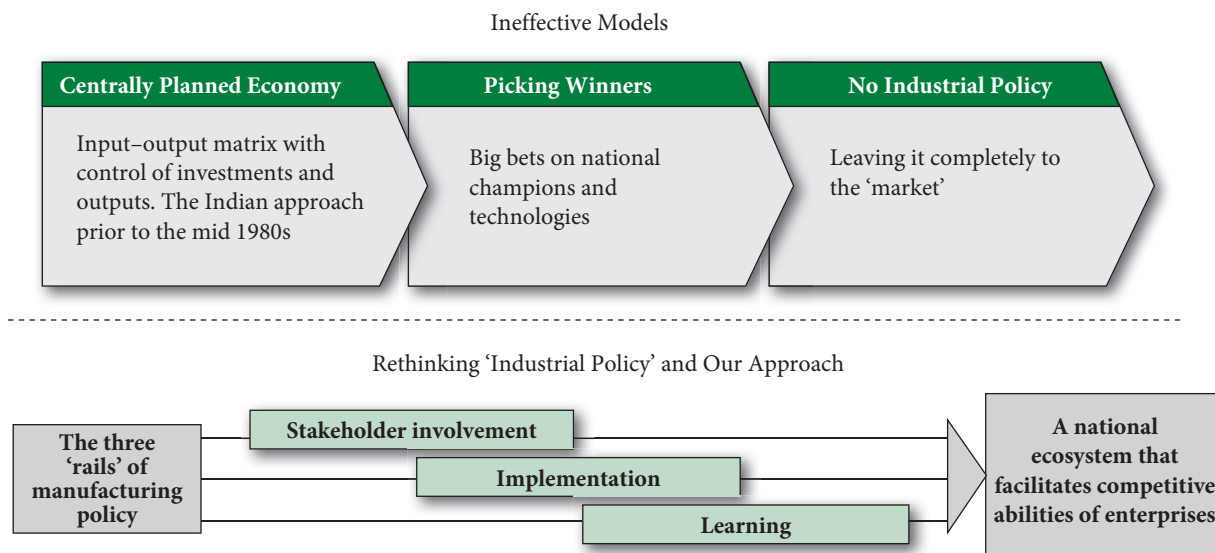 Ineffective Models
Centrally Planned Economy
Input–output matrix with
control of investments and
outputs. The Indian approach
prior to the mid 1980s
Picking Winners
Big bets on national
champions and
technologies
No Industrial Policy
Leaving it completely to
the ‘market’
Rethinking ‘Industrial Policy’ and Our Approach
The three
‘rails’ of
manufacturing
policy
Stakeholder involvement
Implementation
Learning
A national
ecosystem that
facilitates competitive
abilities of enterprises